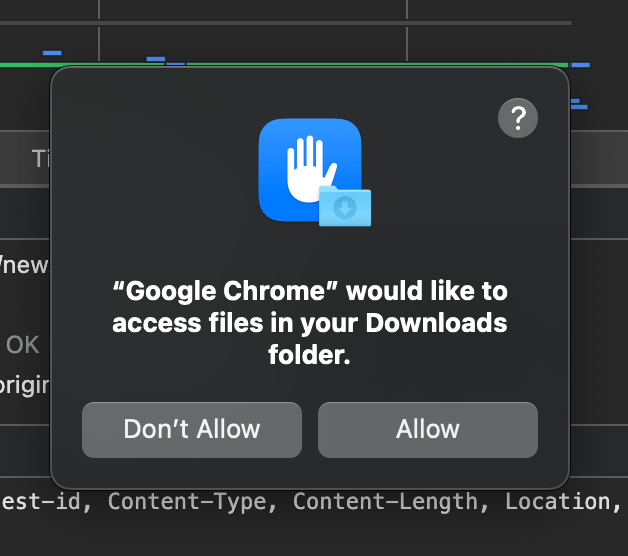 ?
Ti
/new
“Google Chrome” would like to
access files in your Downloads
folder.
OK
origin
Don’t Allow
Allow
est-id, Content-Type, Content-Length, Location,